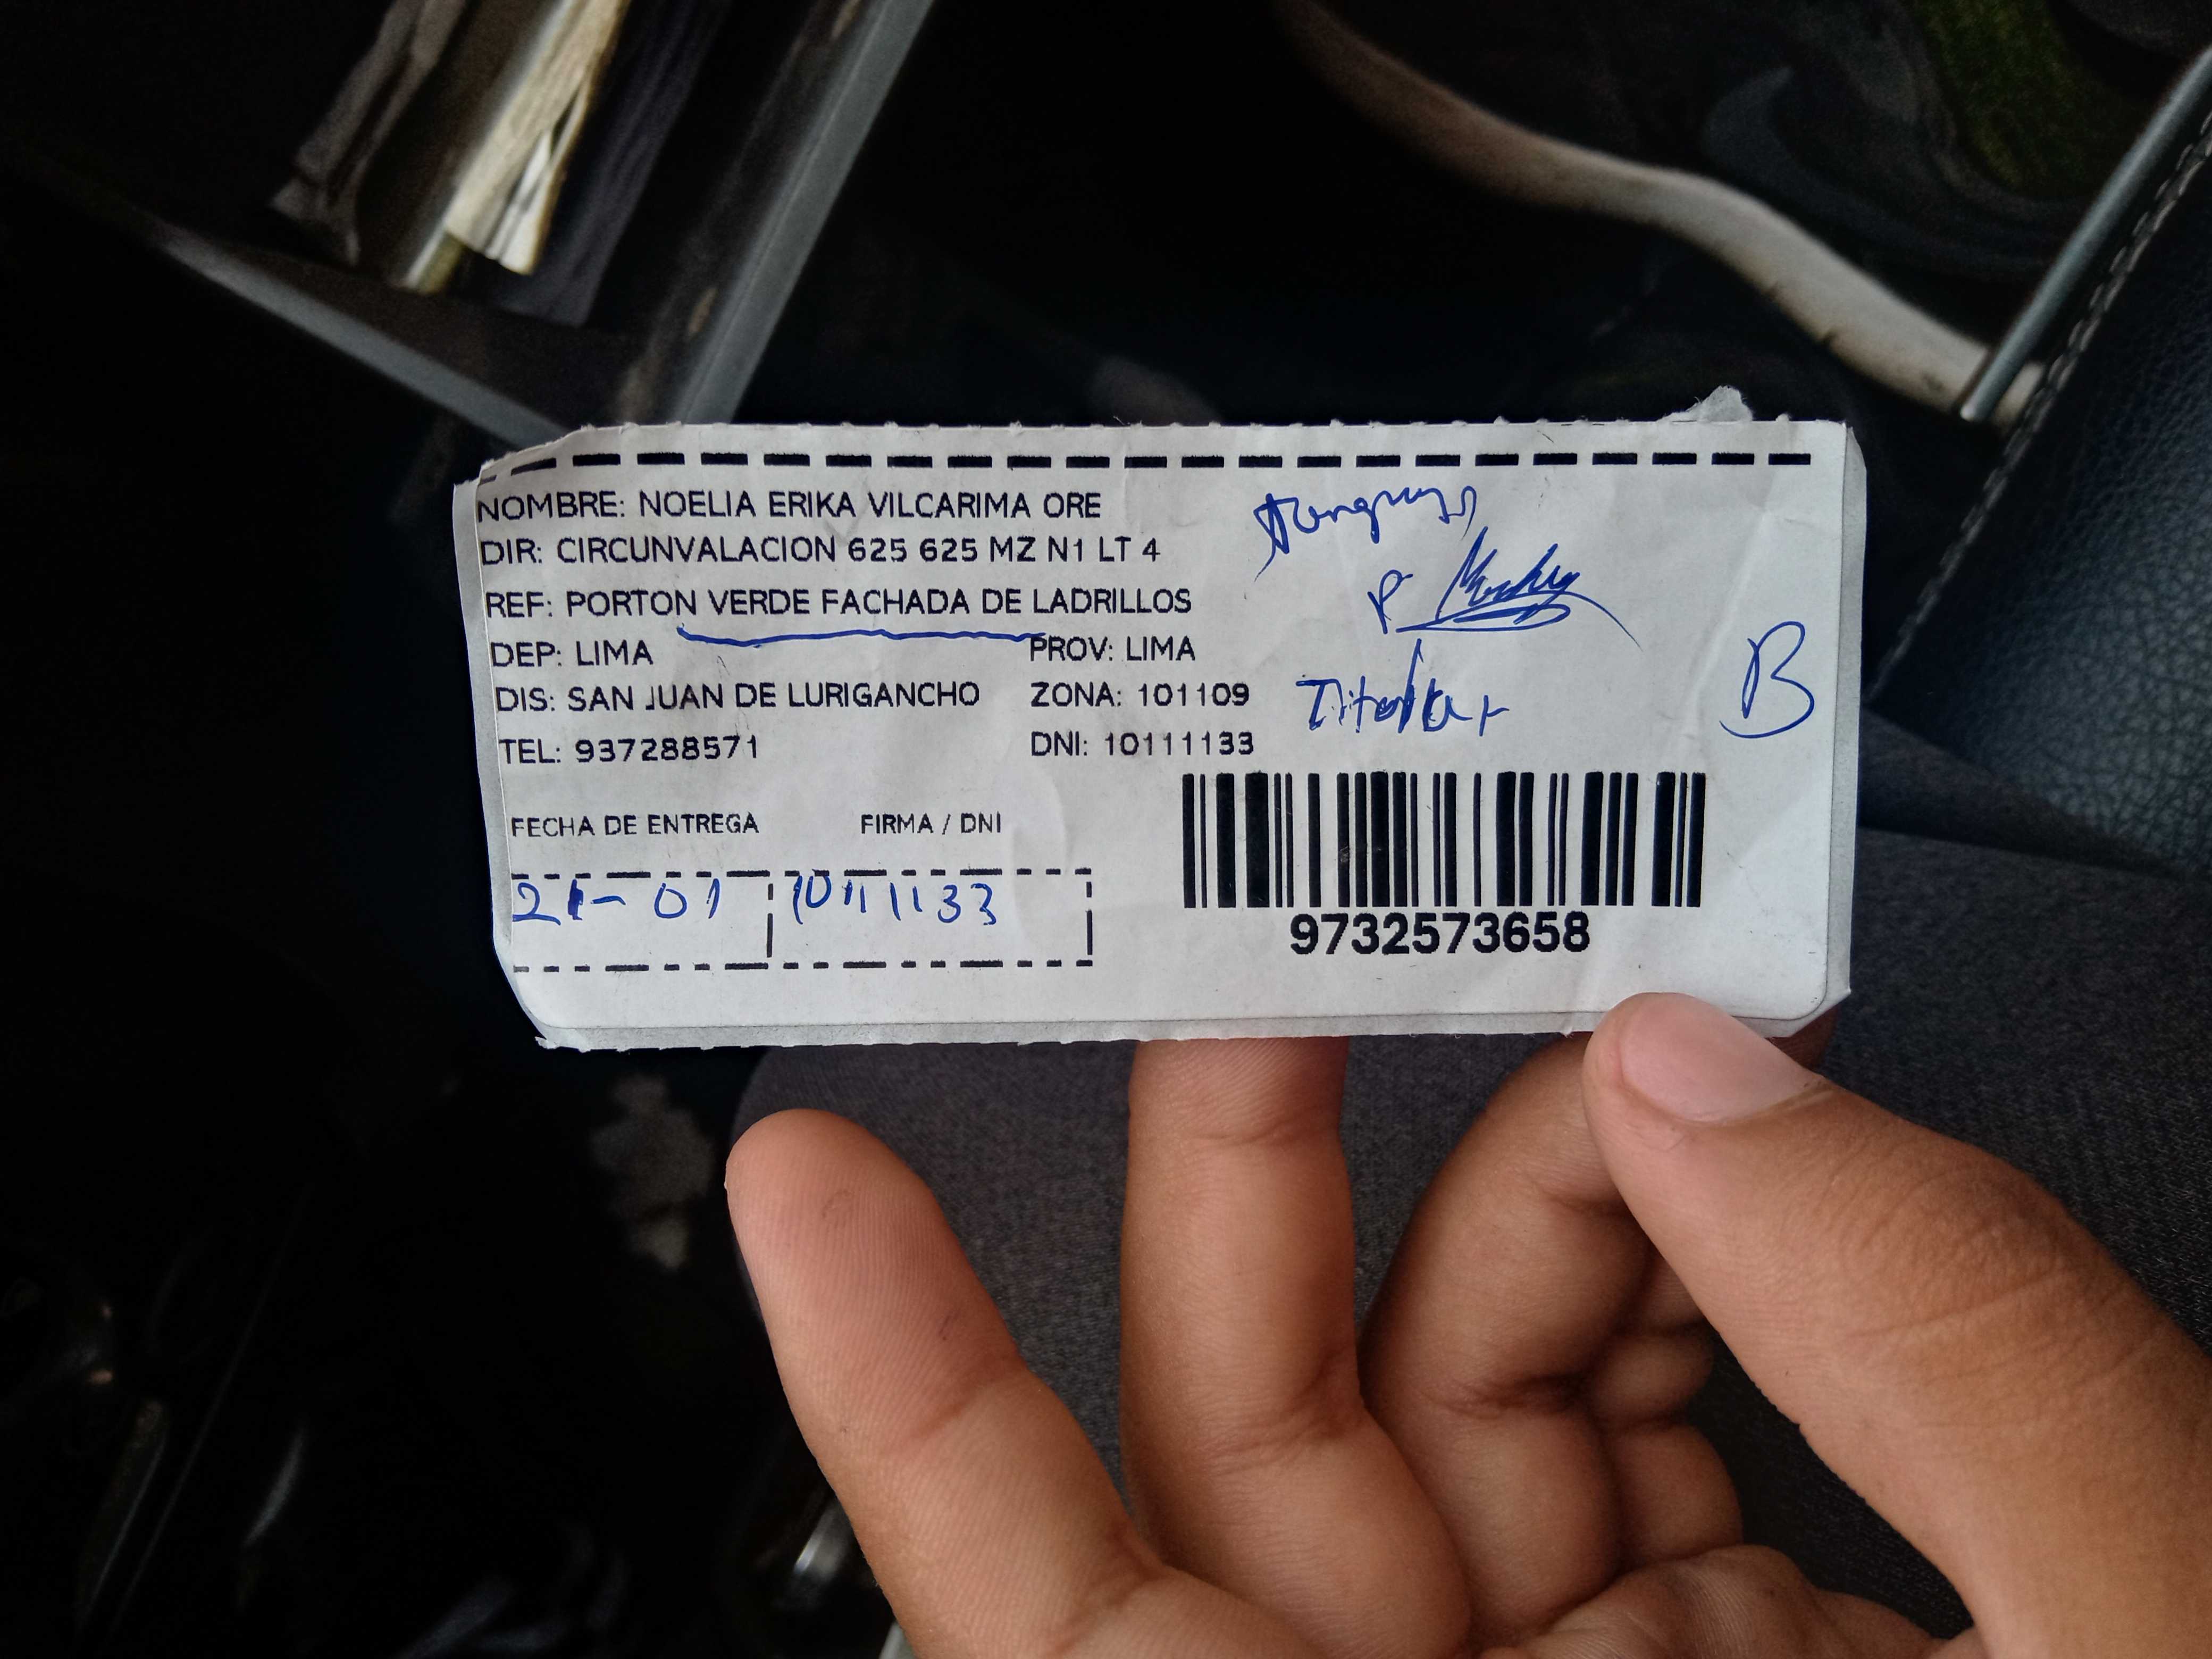 NOMBRE: NOELIA ERIKA VILCARIMA ORE
DIR: CIRCUNVALACION 625 625 MZ N1 LT 4
REF: PORTON VERDE FACHADA DE LADRILLOS
DEP: LIMA PROV: LIMA
DIS: SAN JUAN DE LURIGANCHO ZONA: 101109
TEL: 937288571 DNI: 10111133
Titular
B
FECHA DE ENTREGA FIRMA / DNI
21-01 10111133
9732573658